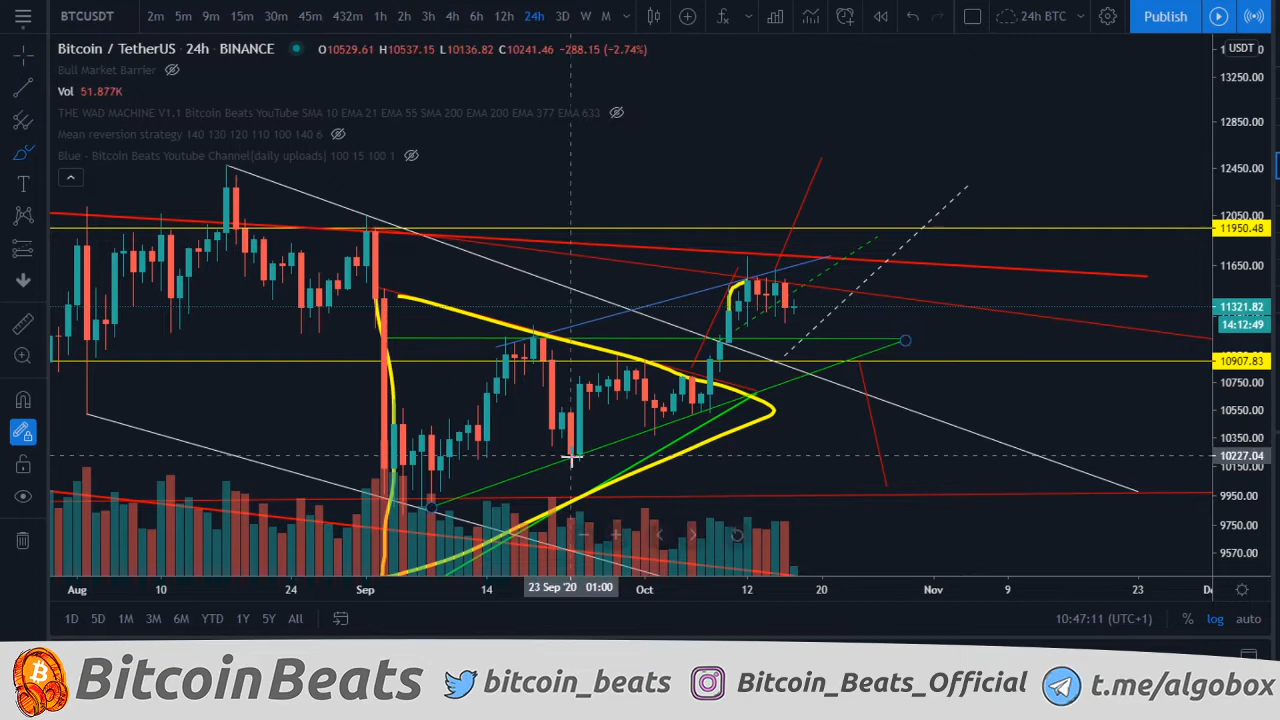 BTCUSDT 2m 5m 9m 15m 30m 45m 432m 1h 2h 3h 4h 6h 12h 24h 3D W M 24h BTC Publish
Bitcoin / TetherUS · 24h · BINANCE O10529.61 H10537.15 L10136.82 C10241.46 −288.15 (−2.74%)
USDT
Bull Market Barrier
Vol 51.877K
THE WAD MACHINE V1.1 Bitcoin Beats YouTube SMA 10 EMA 21 EMA 55 SMA 200 EMA 200 EMA 377 EMA 633
Mean reversion strategy 140 130 120 110 100 140 6
Blue - Bitcoin Beats Youtube Channel(daily uploads) 100 15 100 1
13250.00
12850.00
12450.00
12050.00
11950.48
11650.00
11321.82
14:12:49
10907.83
10750.00
10550.00
10350.00
10227.04
10150.00
9950.00
9750.00
9570.00
Aug 10 24 Sep 14 23 Sep '20 01:00 Oct 12 20 Nov 9 23
1D 5D 1M 3M 6M YTD 1Y 5Y All 10:47:11 (UTC+1) % log auto
BitcoinBeats bitcoin_beats Bitcoin_Beats_Official t.me/algobox